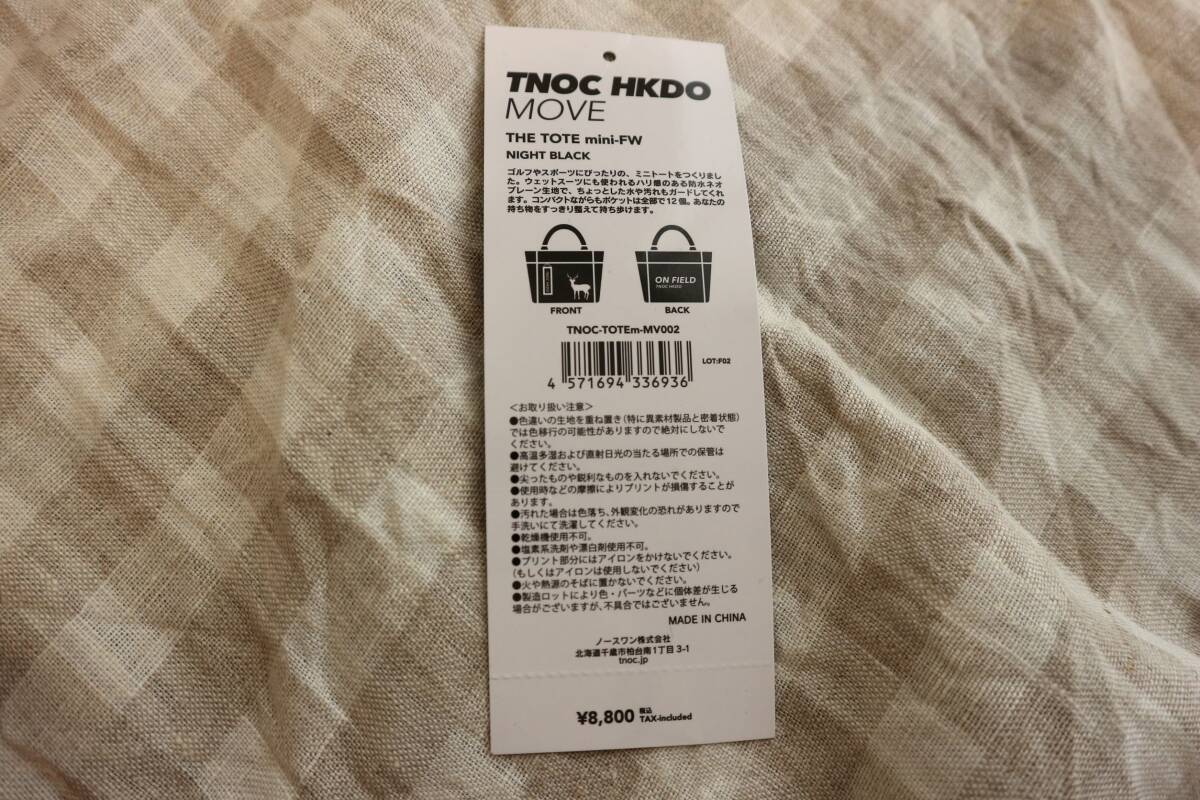 TNOC HKDO
MOVE
THE TOTE mini-FW
NIGHT BLACK
ゴルフやスポーツにぴったりの、ミニトートをつくりまし
た。ウェットスーツにも使われるハリ感のある防水ネオ
プレーン生地で、ちょっとした水や汚れもガードしてくれ
ます。コンパクトながらもポケットは全部で12個。あなたの
持ち物をすっきり整えて持ち歩けます。
ON FIELD
TNOC HKDO
FRONT
BACK
TNOC-TOTEm-MV002
LOT:F02
4 571694 336936
<お取り扱い注意>
●色違いの生地を重ね置き(特に異素材製品と密着状態)
では色移行の可能性がありますので絶対にしないで
ください。
●高温多湿および直射日光の当たる場所での保管は
避けてください。
●尖ったものや鋭利なものを入れないでください。
●使用時などの摩擦によりプリントが損傷することが
あります。
●汚れた場合は色落ち、外観変化の恐れがありますので
手洗いにて洗濯してください。
●乾燥機使用不可。
●塩素系洗剤や漂白剤使用不可。
●プリント部分にはアイロンをかけないでください。
(もしくはアイロンは使用しないでください)
●火や熱源のそばに置かないでください。
●製造ロットにより色・パーツなどに個体差が生じる
場合がございますが、不具合ではございません。
MADE IN CHINA
ノースワン株式会社
北海道千歳市柏台南1丁目3-1
tnoc.jp
¥8,800 税込 TAX-included